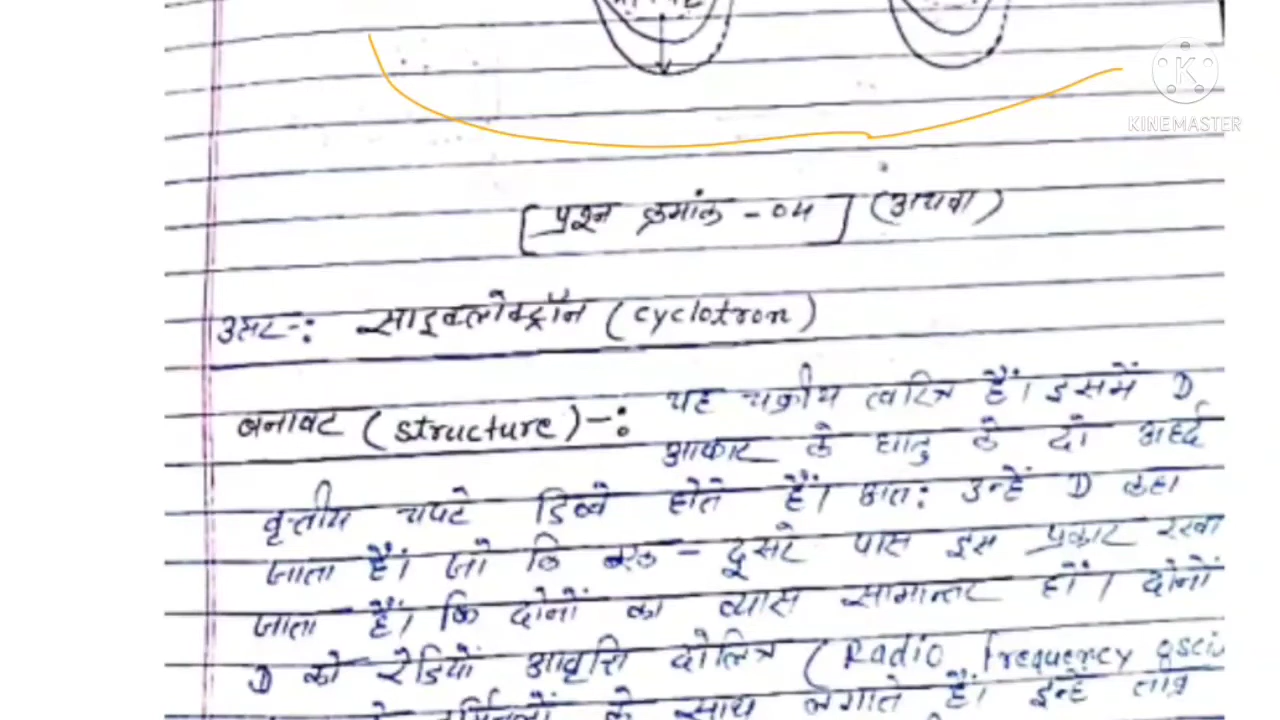 KINEMASTER
[प्रश्न क्रमांक - 04] (अथवा)
उत्तर-: साइक्लोट्रॉन (cyclotron)
बनावट (structure) -: यह चक्रीय त्वरित्र हैं। इसमें D
आकार के धातु के दो अर्द्ध
वृत्तीय चपटे डिब्बे होते हैं। अत: उन्हें D कहा
जाता हैं। जो कि एक - दूसरे पास इस प्रकार रखा
जाता हैं। कि दोनों का व्यास सामान्तर हों। दोनों
D को रेडियों आवृत्ति दोलित्र (Radio frequency osci
के साथ लगाते हैं। इन्हे